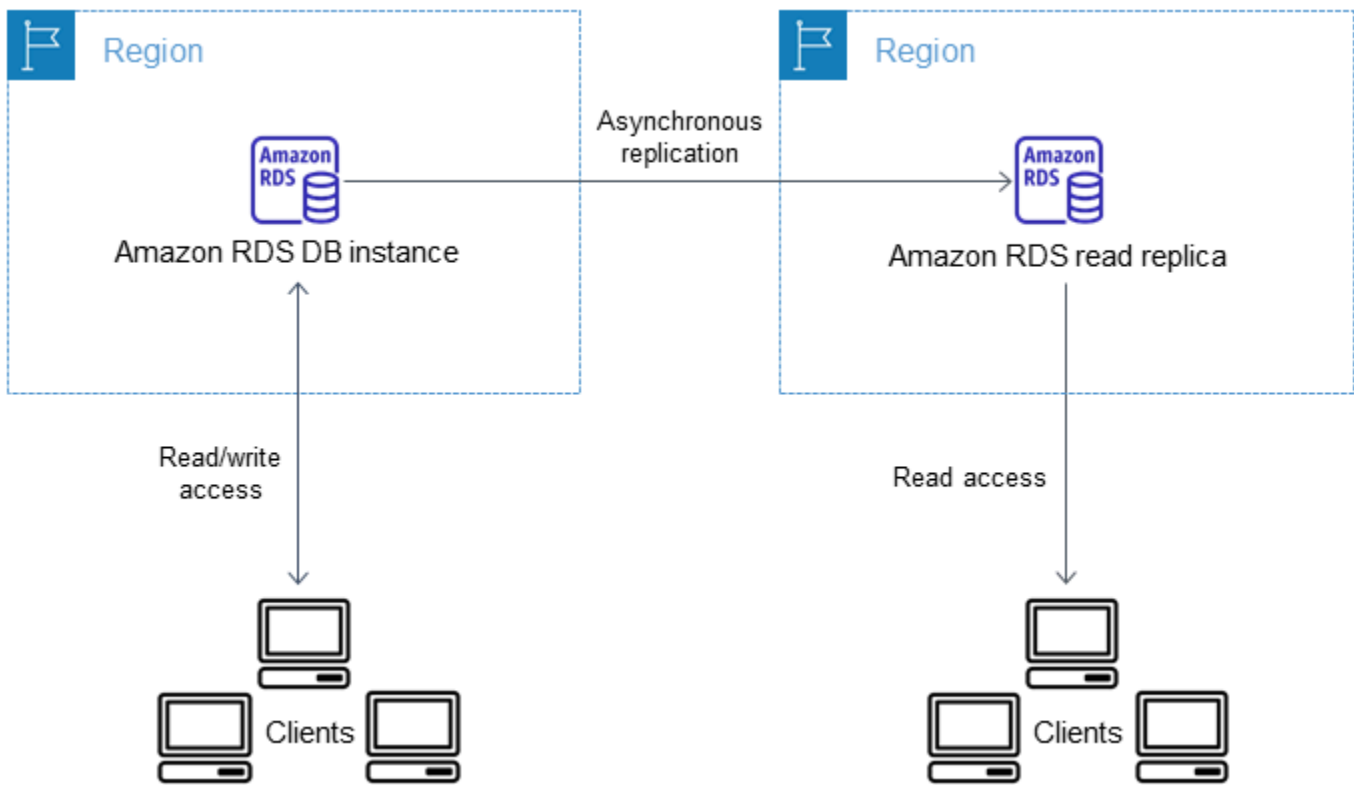 Region
Region
Asynchronous
replication
Amazon
RDS
Amazon
RDS
Amazon RDS DB instance
Amazon RDS read replica
Read/write
access
Read access
Clients
Clients